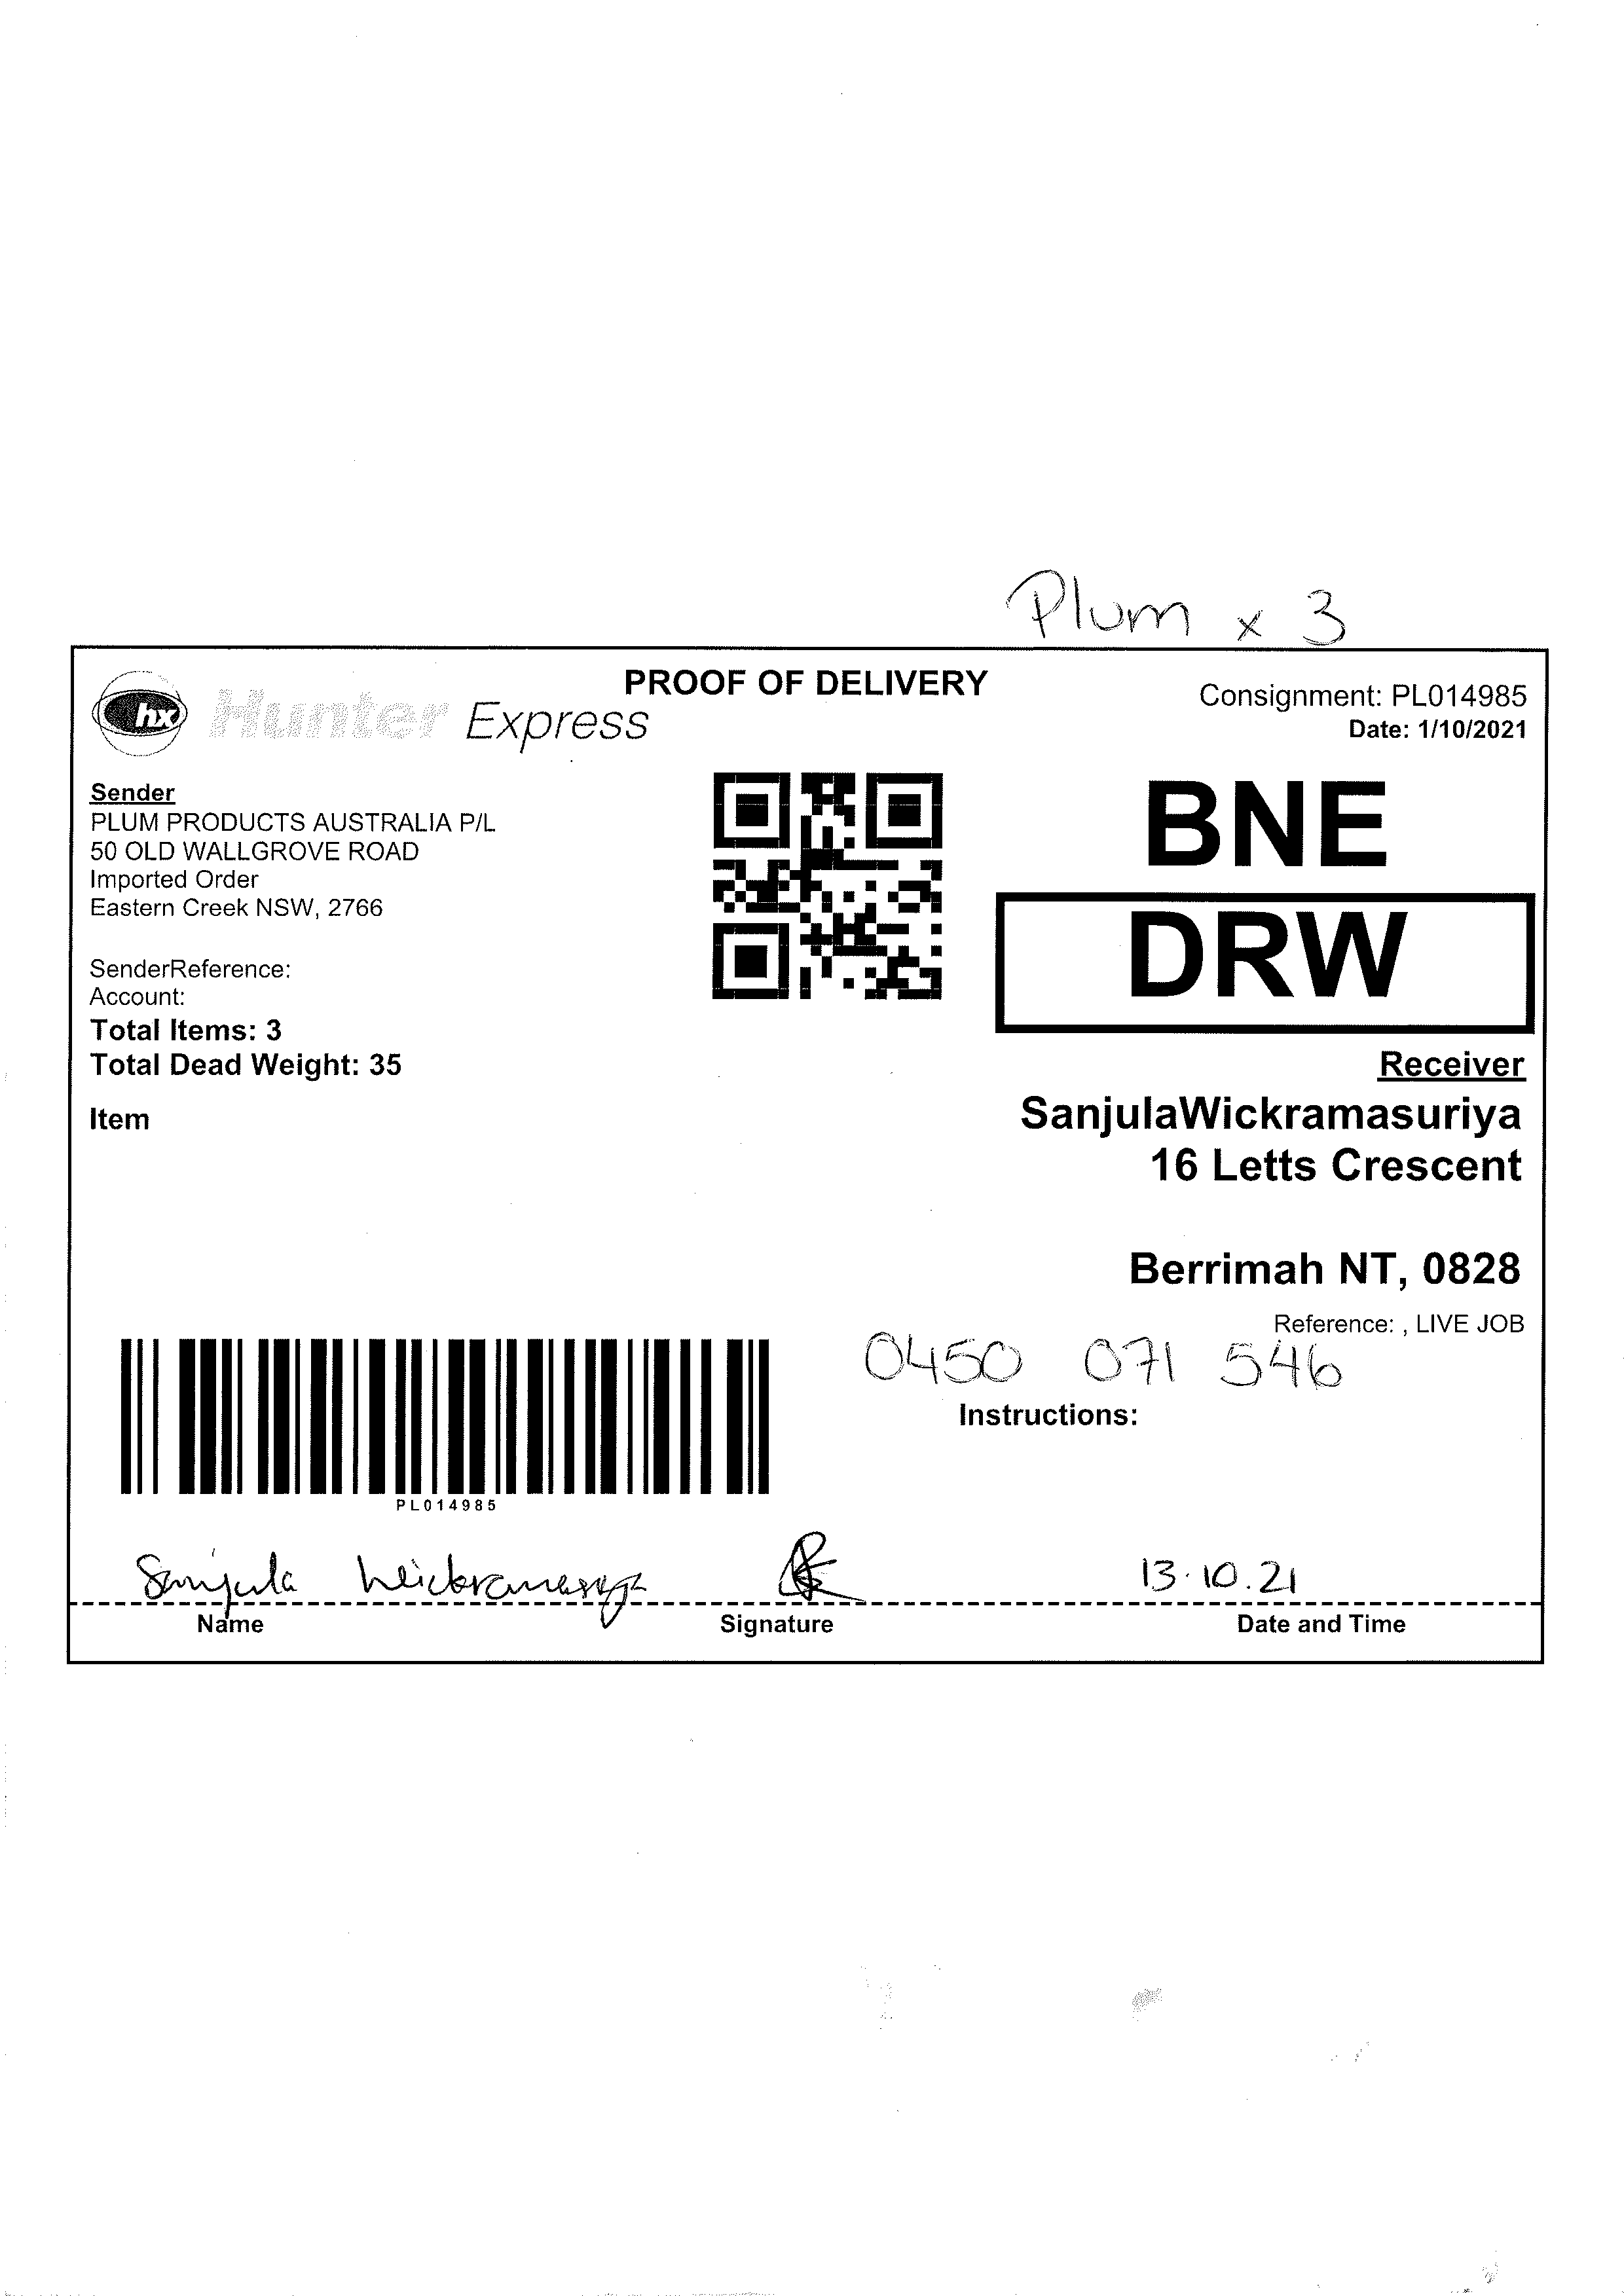 Plum x 3
PROOF OF DELIVERY
hx Hunter Express
Consignment: PL014985
Date: 1/10/2021
Sender
PLUM PRODUCTS AUSTRALIA P/L
50 OLD WALLGROVE ROAD
Imported Order
Eastern Creek NSW, 2766
SenderReference:
Account:
Total Items: 3
Total Dead Weight: 35
Item
BNE
DRW
Receiver
SanjulaWickramasuriya
16 Letts Crescent
Berrimah NT, 0828
Reference: , LIVE JOB
0450 071 546
Instructions:
PL014985
Sanjula
13.10.21
Name
Signature
Date and Time